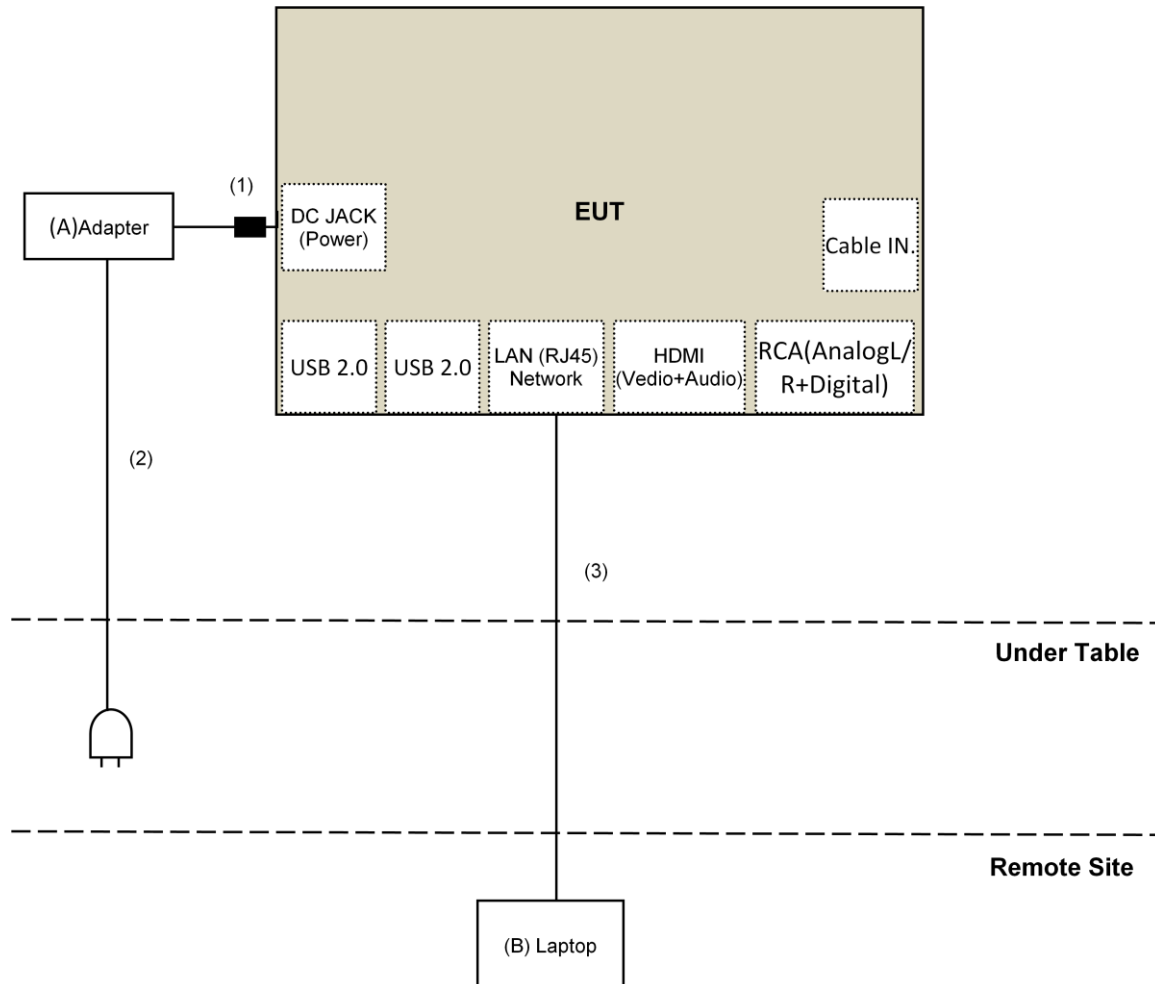 EUT
(1)
(A)Adapter
DC JACK
(Power)
Cable IN.
USB 2.0
USB 2.0
LAN (RJ45)
Network
HDMI
(Vedio+Audio)
RCA(AnalogL/
R+Digital)
(2)
(3)
Under Table
Remote Site
(B) Laptop